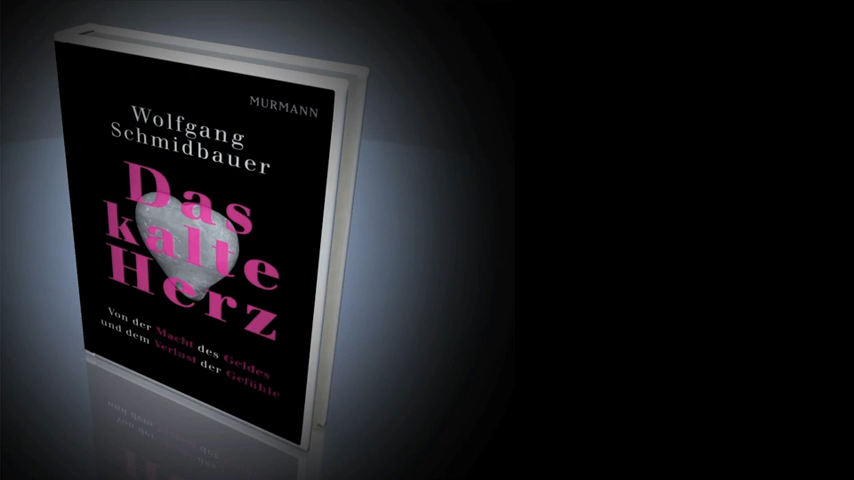 MURMANN
Wolfgang
Schmidbauer
Das
kalte
Herz
Von der Macht des Geldes
und dem Verlust der Gefühle